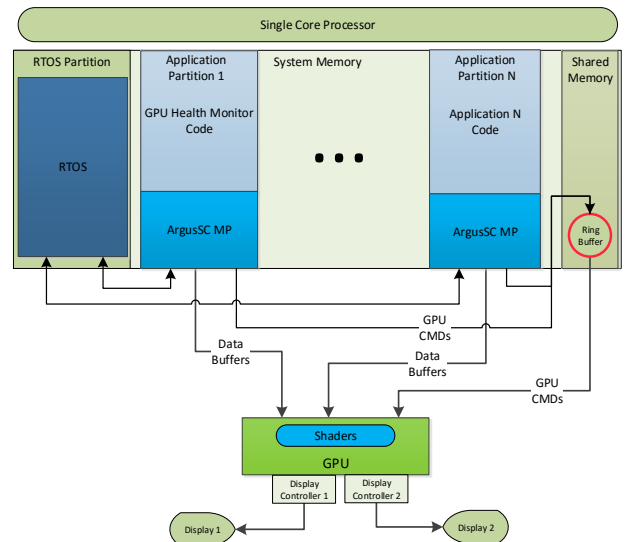 Single Core Processor
RTOS Partition
Application
Partition 1
System Memory
Application
Partition N
Shared
Memory
GPU Health Monitor
Code
Application N
Code
RTOS
ArgusSC MP
ArgusSC MP
Ring
Buffer
GPU
CMDs
Data
Buffers
Data
Buffers
GPU
CMDs
Shaders
GPU
Display
Controller 1
Display
Controller 2
Display 1
Display 2